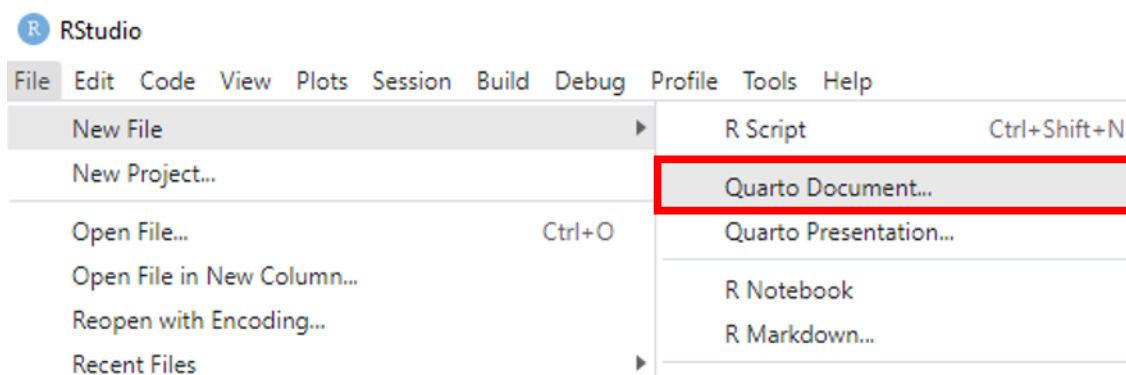 R RStudio
File Edit Code View Plots Session Build Debug Profile Tools Help
New File
New Project...
Open File... Ctrl+O
Open File in New Column...
Reopen with Encoding...
Recent Files
R Script Ctrl+Shift+N
Quarto Document...
Quarto Presentation...
R Notebook
R Markdown...